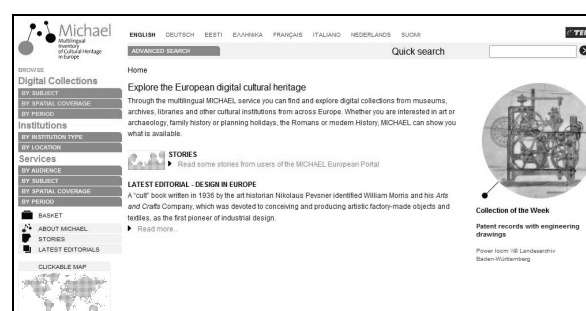 Michael
Multilingual
Inventory
of Cultural Heritage
in Europe
ENGLISH DEUTSCH EESTI ΕΛΛΗΝΙΚΑ FRANÇAIS ITALIANO NEDERLANDS SUOMI
ADVANCED SEARCH
Quick search
BROWSE
Digital Collections
BY SUBJECT
BY SPATIAL COVERAGE
BY PERIOD
Institutions
BY INSTITUTION TYPE
BY LOCATION
Services
BY AUDIENCE
BY SUBJECT
BY SPATIAL COVERAGE
BY PERIOD
BASKET
ABOUT MICHAEL
STORIES
LATEST EDITORIALS
CLICKABLE MAP
Home
Explore the European digital cultural heritage
Through the multilingual MICHAEL service you can find and explore digital collections from museums,
archives, libraries and other cultural institutions from across Europe. Whether you are interested in art or
archaeology, family history or planning holidays, the Romans or modern History, MICHAEL can show you
what is available.
STORIES
Read some stories from users of the MICHAEL European Portal
LATEST EDITORIAL - DESIGN IN EUROPE
A "cult" book written in 1936 by the art historian Nikolaus Pevsner identified William Morris and his Arts
and Crafts Company, which was devoted to conceiving and producing artistic factory-made objects and
textiles, as the first pioneer of industrial design.
Read more...
Collection of the Week
Patent records with engineering
drawings
Power loom \® Landesarchiv
Baden-Württemberg